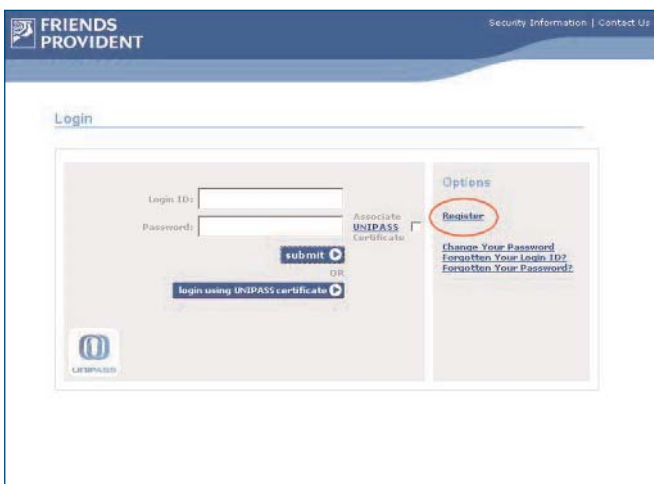 FRIENDS
PROVIDENT
Security Information | Contact Us
Login
Login ID:
Password:
Associate
UNIPASS
Certificate
submit
OR
login using UNIPASS certificate
UNIPASS
Options
Register
Change Your Password
Forgotten Your Login ID?
Forgotten Your Password?